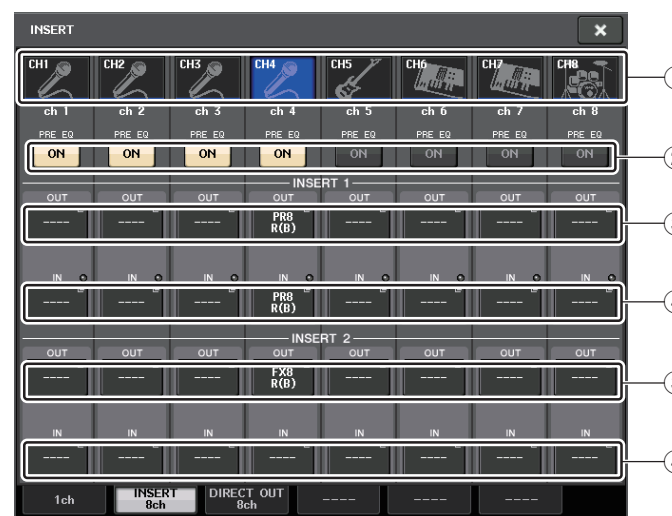 INSERT ×
CH1 CH2 CH3 CH4 CH5 CH6 CH7 CH8
ch 1 ch 2 ch 3 ch 4 ch 5 ch 6 ch 7 ch 8
PRE EQ PRE EQ PRE EQ PRE EQ PRE EQ PRE EQ PRE EQ PRE EQ
ON ON ON ON ON ON ON ON
INSERT 1
OUT OUT OUT OUT OUT OUT OUT OUT
---- ---- ---- PR8 R(B) ---- ---- ---- ----
IN IN IN IN IN IN IN IN
---- ---- ---- PR8 R(B) ---- ---- ---- ----
INSERT 2
OUT OUT OUT OUT OUT OUT OUT OUT
---- ---- ---- FX8 R(B) ---- ---- ---- ----
IN IN IN IN IN IN IN IN
---- ---- ---- ---- ---- ---- ---- ----
1ch INSERT 8ch DIRECT OUT 8ch ---- ---- ----